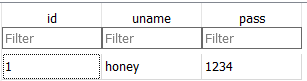 id uname pass
Filter Filter Filter
1 honey 1234